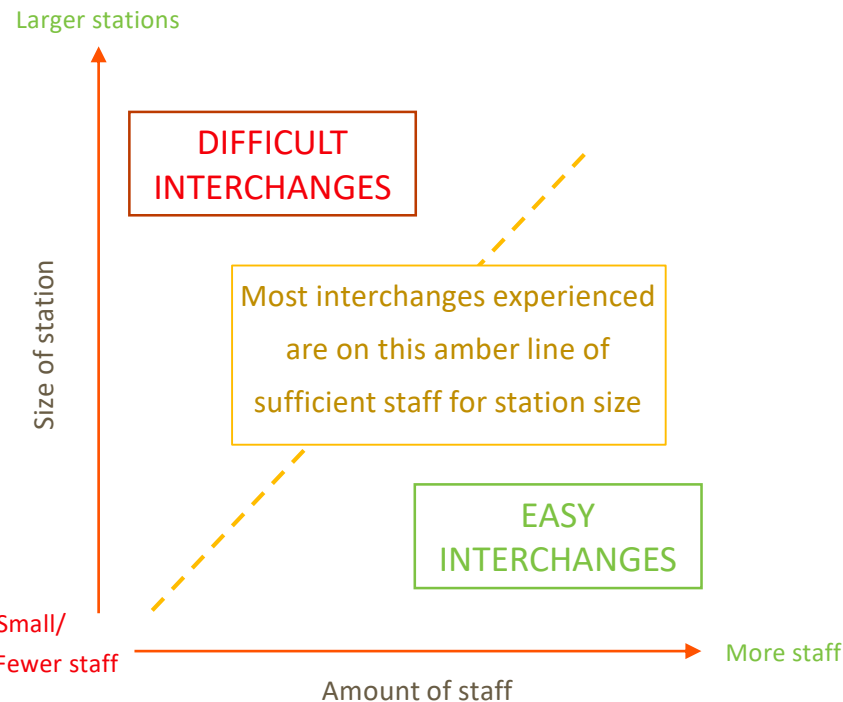 Larger stations
DIFFICULT
INTERCHANGES
Size of station
Most interchanges experienced
are on this amber line of
sufficient staff for station size
EASY
INTERCHANGES
Small/
Fewer staff
More staff
Amount of staff